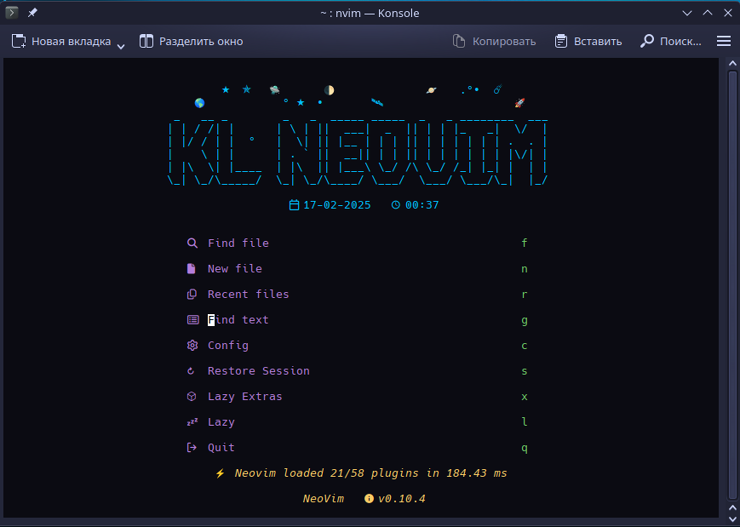 ~ : nvim — Konsole
Новая вкладка Разделить окно Копировать Вставить Поиск...
17-02-2025 00:37
Find file f
New file n
Recent files r
Find text g
Config c
Restore Session s
Lazy Extras x
Lazy l
Quit q
⚡ Neovim loaded 21/58 plugins in 184.43 ms
NeoVim v0.10.4